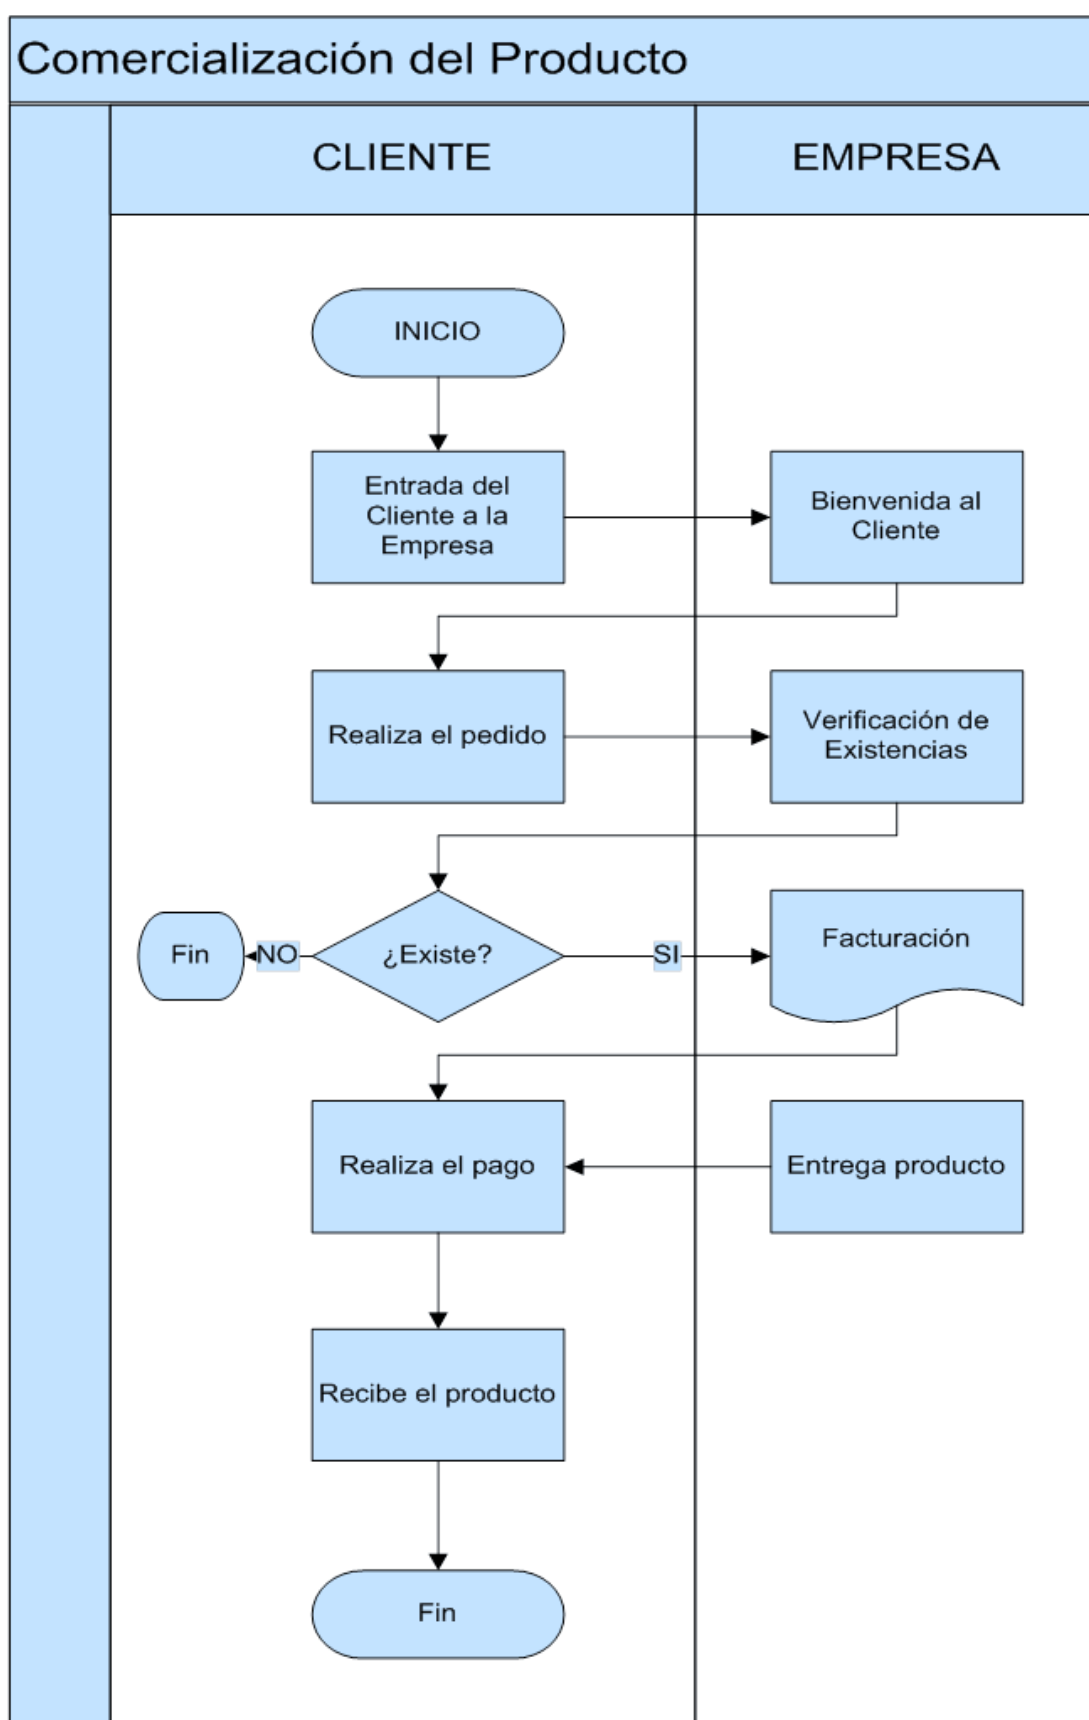 Comercialización del Producto
CLIENTE
EMPRESA
INICIO
Entrada del
Cliente a la
Empresa
Bienvenida al
Cliente
Realiza el pedido
Verificación de
Existencias
Fin
NO
¿Existe?
SI
Facturación
Realiza el pago
Entrega producto
Recibe el producto
Fin